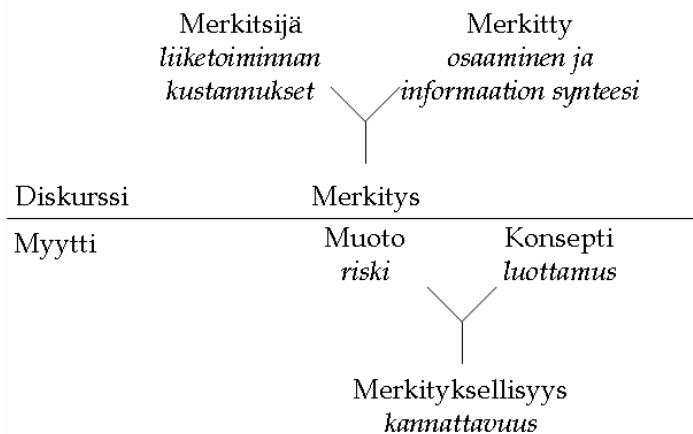 Merkitsijä
liiketoiminnan
kustannukset
Merkitty
osaaminen ja
informaation synteesi
Diskurssi Merkitys
Myytti
Muoto
riski
Konsepti
luottamus
Merkityksellisyys
kannattavuus